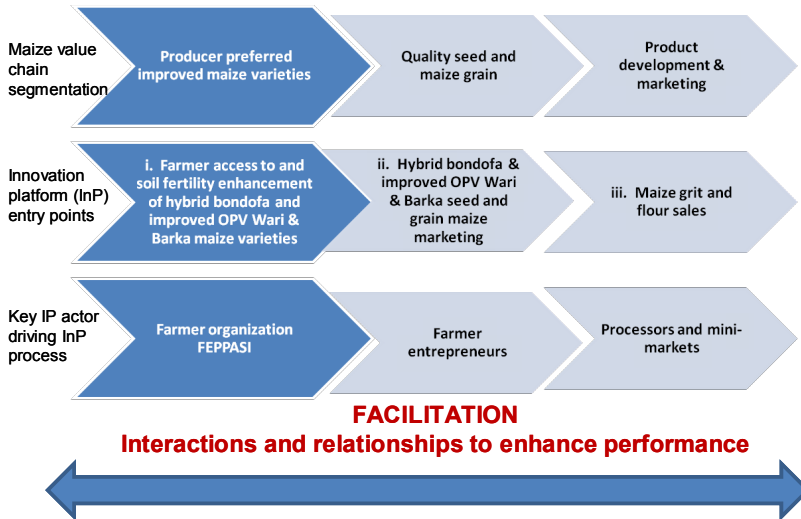 Maize value
chain
segmentation
Producer preferred
improved maize varieties
Quality seed and
maize grain
Product
development &
marketing
Innovation
platform (InP)
entry points
i. Farmer access to and
soil fertility enhancement
of hybrid bondofa and
improved OPV Wari &
Barka maize varieties
ii. Hybrid bondofa &
improved OPV Wari
& Barka seed and
grain maize
marketing
iii. Maize grit and
flour sales
Key IP actor
driving InP
process
Farmer organization
FEPPASI
Farmer
entrepreneurs
Processors and mini-
markets
FACILITATION
Interactions and relationships to enhance performance